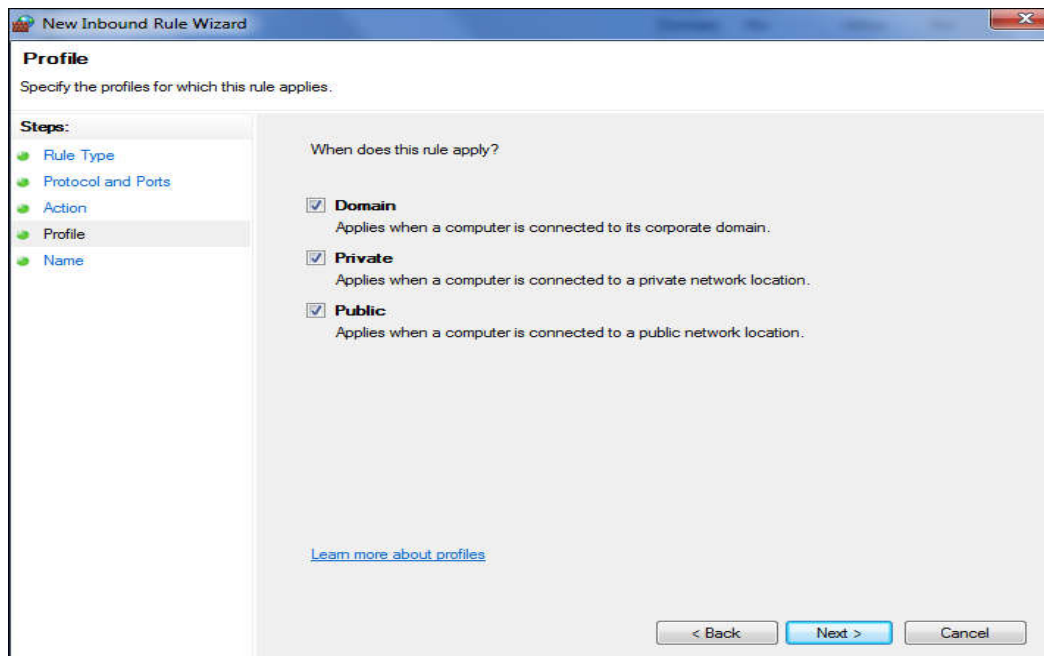 New Inbound Rule Wizard
Profile
Specify the profiles for which this rule applies.
Steps:
Rule Type
Protocol and Ports
Action
Profile
Name
When does this rule apply?
Domain
Applies when a computer is connected to its corporate domain.
Private
Applies when a computer is connected to a private network location.
Public
Applies when a computer is connected to a public network location.
Learn more about profiles
< Back Next > Cancel